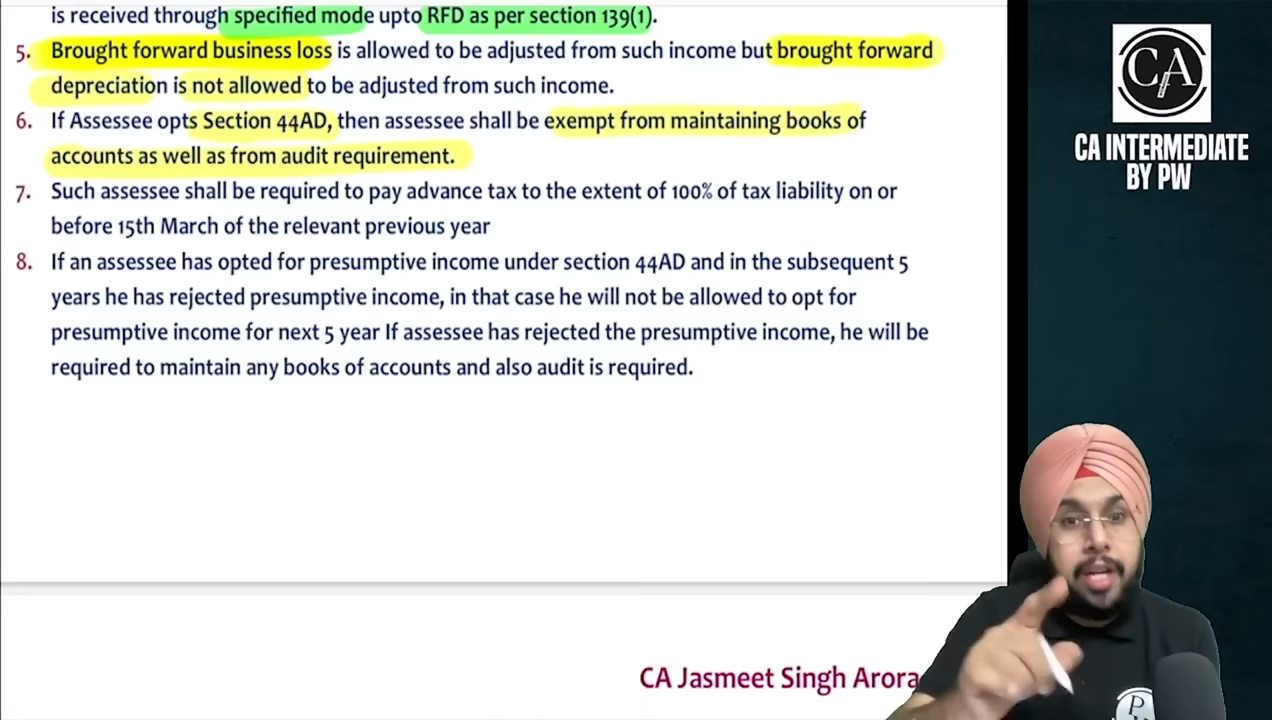 is received through specified mode upto RFD as per section 139(1).
5. Brought forward business loss is allowed to be adjusted from such income but brought forward
depreciation is not allowed to be adjusted from such income.
6. If Assessee opts Section 44AD, then assessee shall be exempt from maintaining books of
accounts as well as from audit requirement.
7. Such assessee shall be required to pay advance tax to the extent of 100% of tax liability on or
before 15th March of the relevant previous year
8. If an assessee has opted for presumptive income under section 44AD and in the subsequent 5
years he has rejected presumptive income, in that case he will not be allowed to opt for
presumptive income for next 5 year If assessee has rejected the presumptive income, he will be
required to maintain any books of accounts and also audit is required.
CA
CA INTERMEDIATE
BY PW
CA Jasmeet Singh Arora